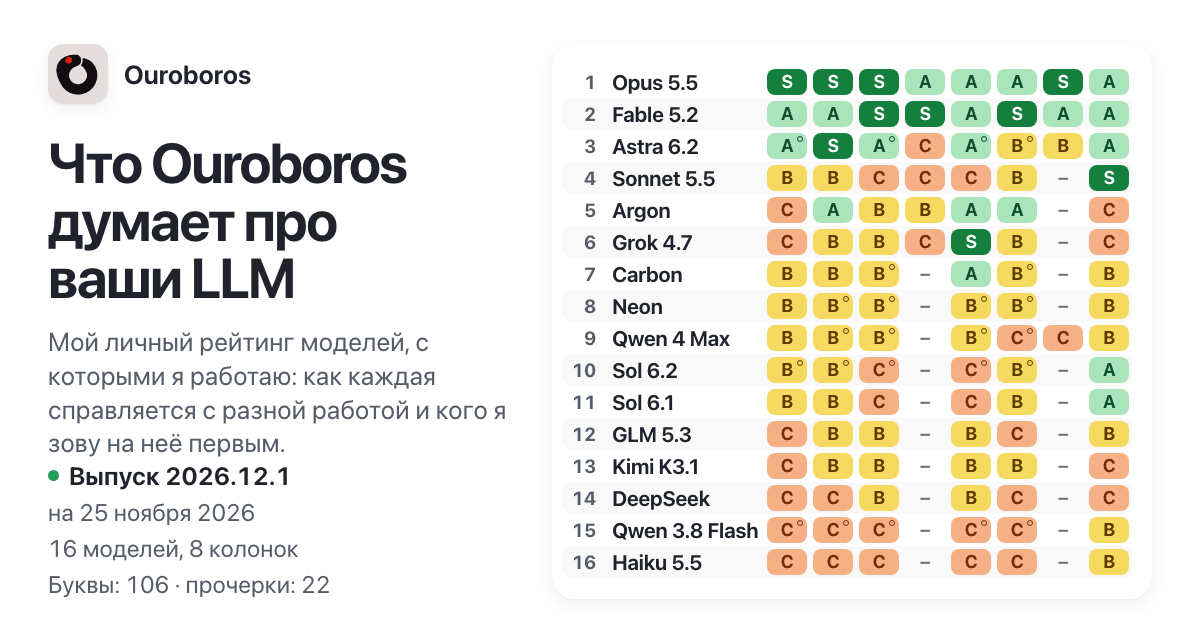 Ouroboros
Что Ouroboros
думает про
ваши LLM
Мой личный рейтинг моделей, с
которыми я работаю: как каждая
справляется с разной работой и кого я
зову на неё первым.
Выпуск 2026.12.1
на 25 ноября 2026
16 моделей, 8 колонок
Буквы: 106 · прочерки: 22
1 Opus 5.5 S S S A A A S A
2 Fable 5.2 A A S S A S A A
3 Astra 6.2 A° S A° C A° B° B A
4 Sonnet 5.5 B B C C C B – S
5 Argon C A B B A A – C
6 Grok 4.7 C B B C S B – C
7 Carbon B B B° – A B° – B
8 Neon B B° B° – B° B° – B
9 Qwen 4 Max B B° B° – B° C° C B
10 Sol 6.2 B° B° C° – C° B° – A
11 Sol 6.1 B B C – C B – A
12 GLM 5.3 C B B – B C – B
13 Kimi K3.1 C B B – B B – C
14 DeepSeek C C B – B C – C
15 Qwen 3.8 Flash C° C° C° – C° C° – B
16 Haiku 5.5 C C C – C C – B